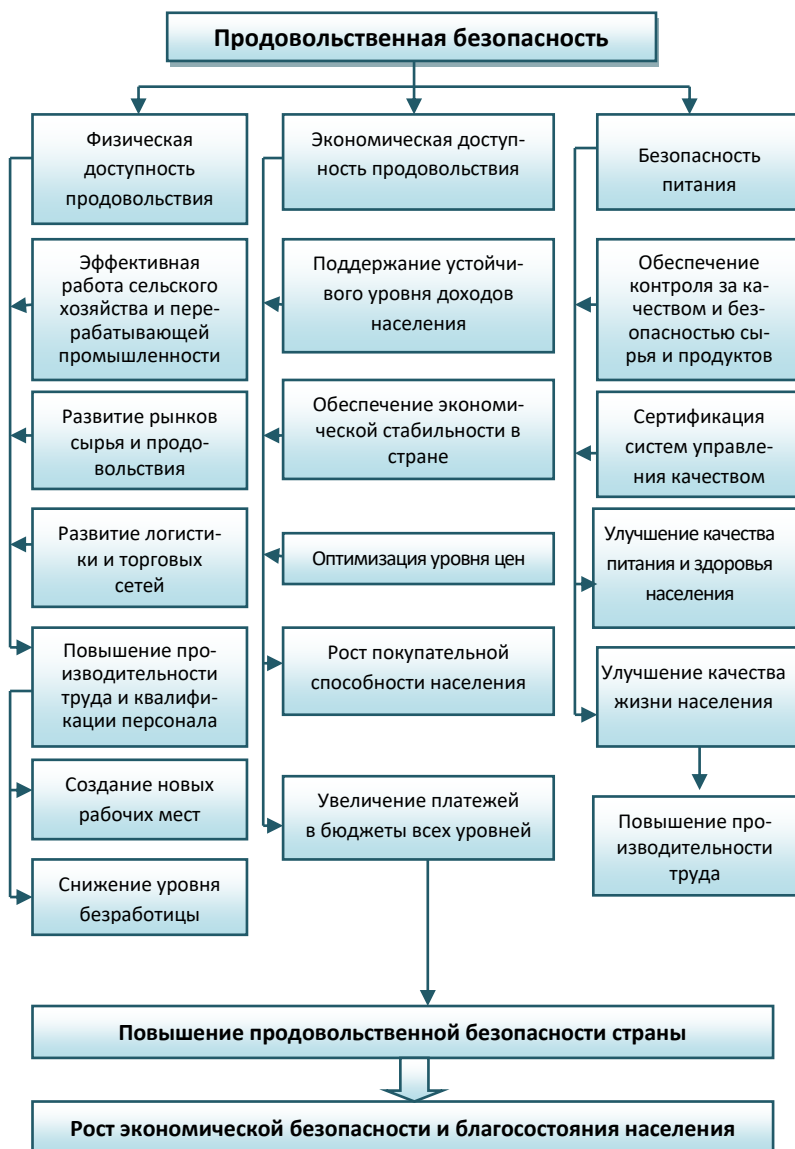 Продовольственная безопасность
Физическая
доступность
продовольствия
Эффективная
работа сельского
хозяйства и пере-
рабатывающей
промышленности
Развитие рынков
сырья и продо-
вольствия
Развитие логисти-
ки и торговых
сетей
Повышение про-
изводительности
труда и квалифи-
кации персонала
Создание новых
рабочих мест
Снижение уровня
безработицы
Экономическая доступ-
ность продовольствия
Поддержание устойчи-
вого уровня доходов
населения
Обеспечение экономи-
ческой стабильности в
стране
Оптимизация уровня цен
Рост покупательной
способности населения
Увеличение платежей
в бюджеты всех уровней
Безопасность
питания
Обеспечение
контроля за ка-
чеством и без-
опасностью сы-
рья и продуктов
Сертификация
систем управле-
ния качеством
Улучшение качества
питания и здоровья
населения
Улучшение качества
жизни населения
Повышение про-
изводительности
труда
Повышение продовольственной безопасности страны
Рост экономической безопасности и благосостояния населения